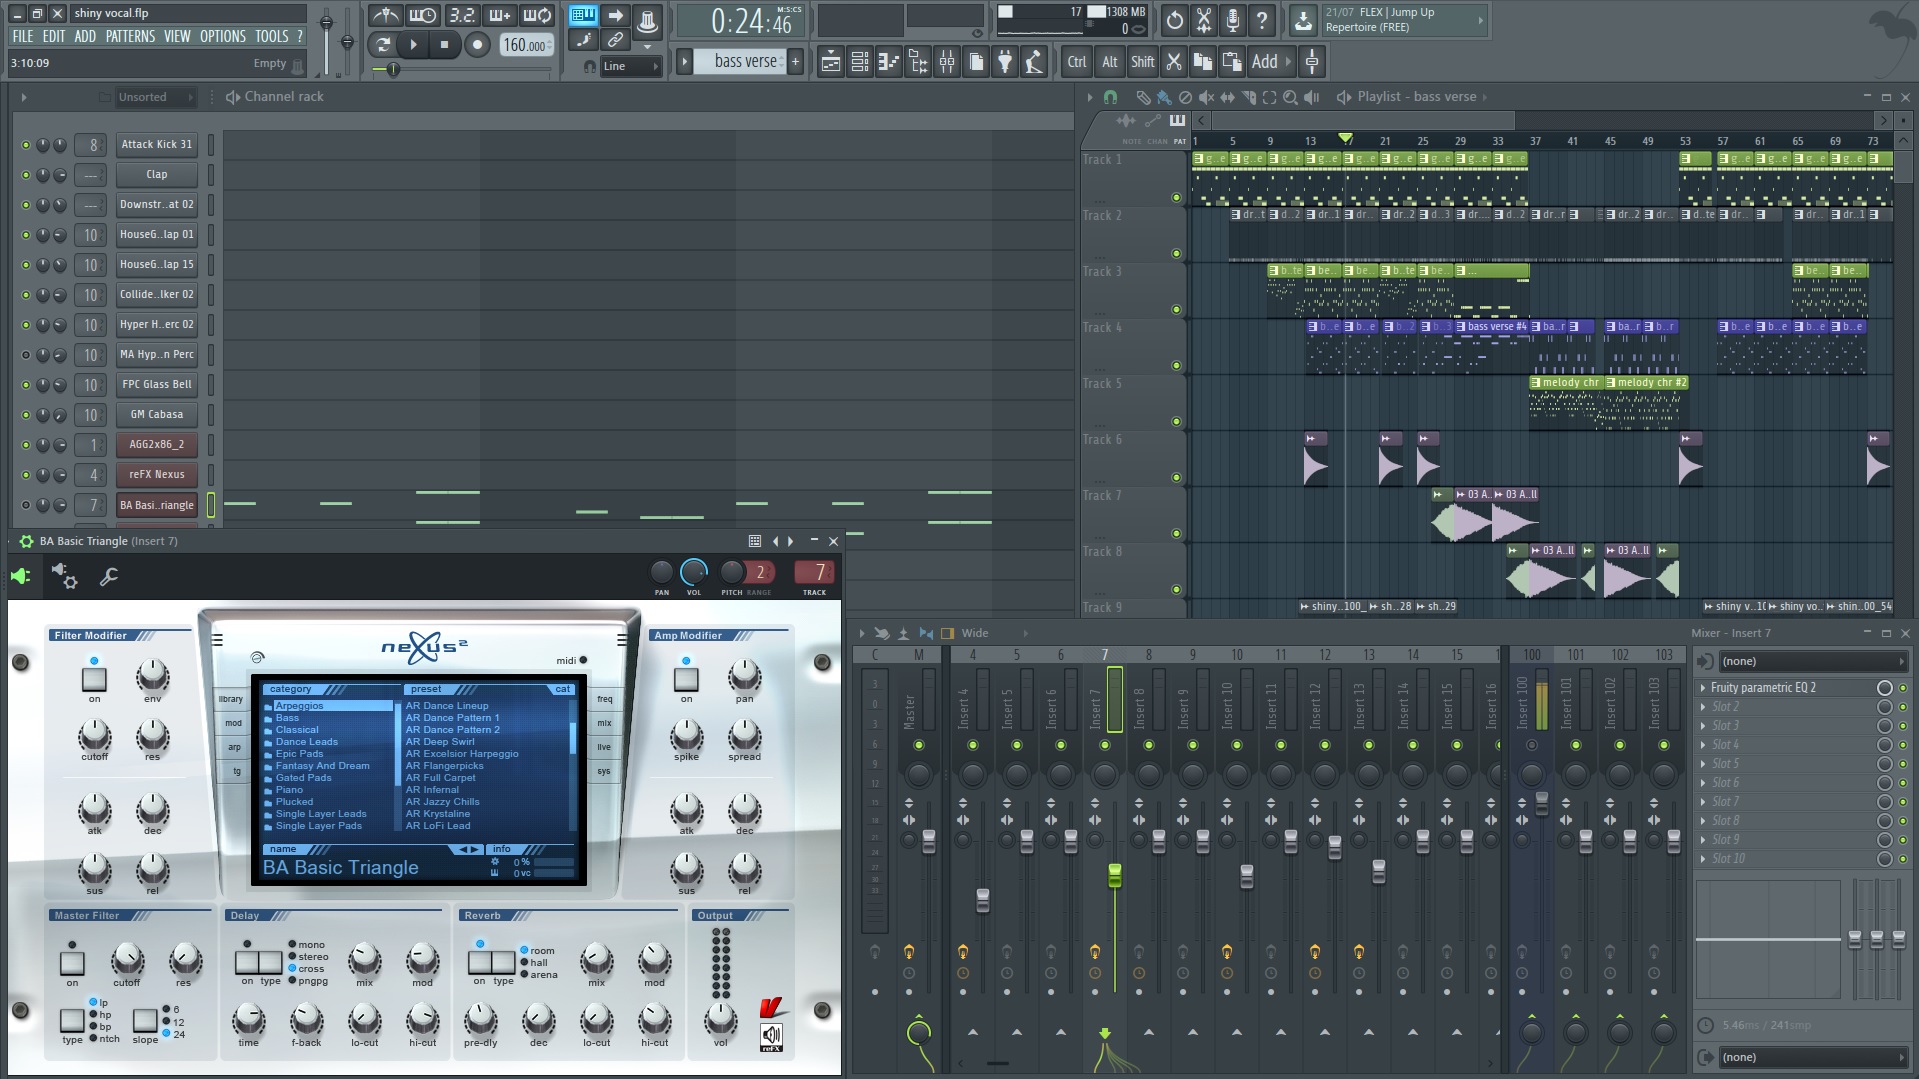 shiny vocal.flp
FILE EDIT ADD PATTERNS VIEW OPTIONS TOOLS ?
3:10:09 Empty
3.2.
160.000
Line
0:24:46 M:S:CS
bass verse
17 1308 MB
0
Ctrl Alt Shift Add
21/07 FLEX | Jump Up
Repertoire (FREE)
Unsorted Channel rack
8 Attack Kick 31
--- Clap
--- Downstr..at 02
10 HouseG..lap 01
10 HouseG..lap 15
10 Collide..lker 02
10 Hyper H..erc 02
10 MA Hyp..n Perc
10 FPC Glass Bell
10 GM Cabasa
1 AGG2x86_2
4 reFX Nexus
7 BA Basi..riangle
Playlist - bass verse
NOTE CHAN PAT
1 5 9 13 17 21 25 29 33 37 41 45 49 53 57 61 65 69 73
Track 1
Track 2
Track 3
Track 4
bass verse #4
Track 5
melody chr melody chr #2
Track 6
Track 7
03 A.. 03 A..ll
Track 8
03 A..ll 03 A..ll
Track 9
shiny..100_ sh..28 sh..29 shiny v..10 shiny vo.. shin..00_54
BA Basic Triangle (Insert 7)
2 7
PAN VOL PITCH RANGE TRACK
Filter Modifier
on env
cutoff res
atk dec
sus rel
nexus²
midi
library
mod
arp
tg
category preset cat
Arpeggios AR Dance Lineup
Bass AR Dance Pattern 1
Classical AR Dance Pattern 2
Dance Leads AR Deep Swirl
Epic Pads AR Excelsior Harpeggio
Fantasy And Dream AR Flangerpicks
Gated Pads AR Full Carpet
Piano AR Infernal
Plucked AR Jazzy Chills
Single Layer Leads AR Krystaline
Single Layer Pads AR LoFi Lead
name info
BA Basic Triangle
0 %
0 vc
freq
mix
live
sys
Amp Modifier
on pan
spike spread
atk dec
sus rel
Master Filter
on cutoff res
type
lp
hp
bp
ntch
slope
6
12
24
Delay
on type
mono
stereo
cross
pngpg
mix mod
time f-back lo-cut hi-cut
Reverb
on type
room
hall
arena
mix mod
pre-dly dec lo-cut hi-cut
Output
vol
reFX
Wide
Mixer - Insert 7
C M 4 5 6 7 8 9 10 11 12 13 14 15 100 101 102 103
Master
Insert 4
Insert 5
Insert 6
Insert 7
Insert 8
Insert 9
Insert 10
Insert 11
Insert 12
Insert 13
Insert 14
Insert 15
Insert 16
Insert 100
Insert 101
Insert 102
Insert 103
(none)
Fruity parametric EQ 2
Slot 2
Slot 3
Slot 4
Slot 5
Slot 6
Slot 7
Slot 8
Slot 9
Slot 10
5.46ms / 241smp
(none)